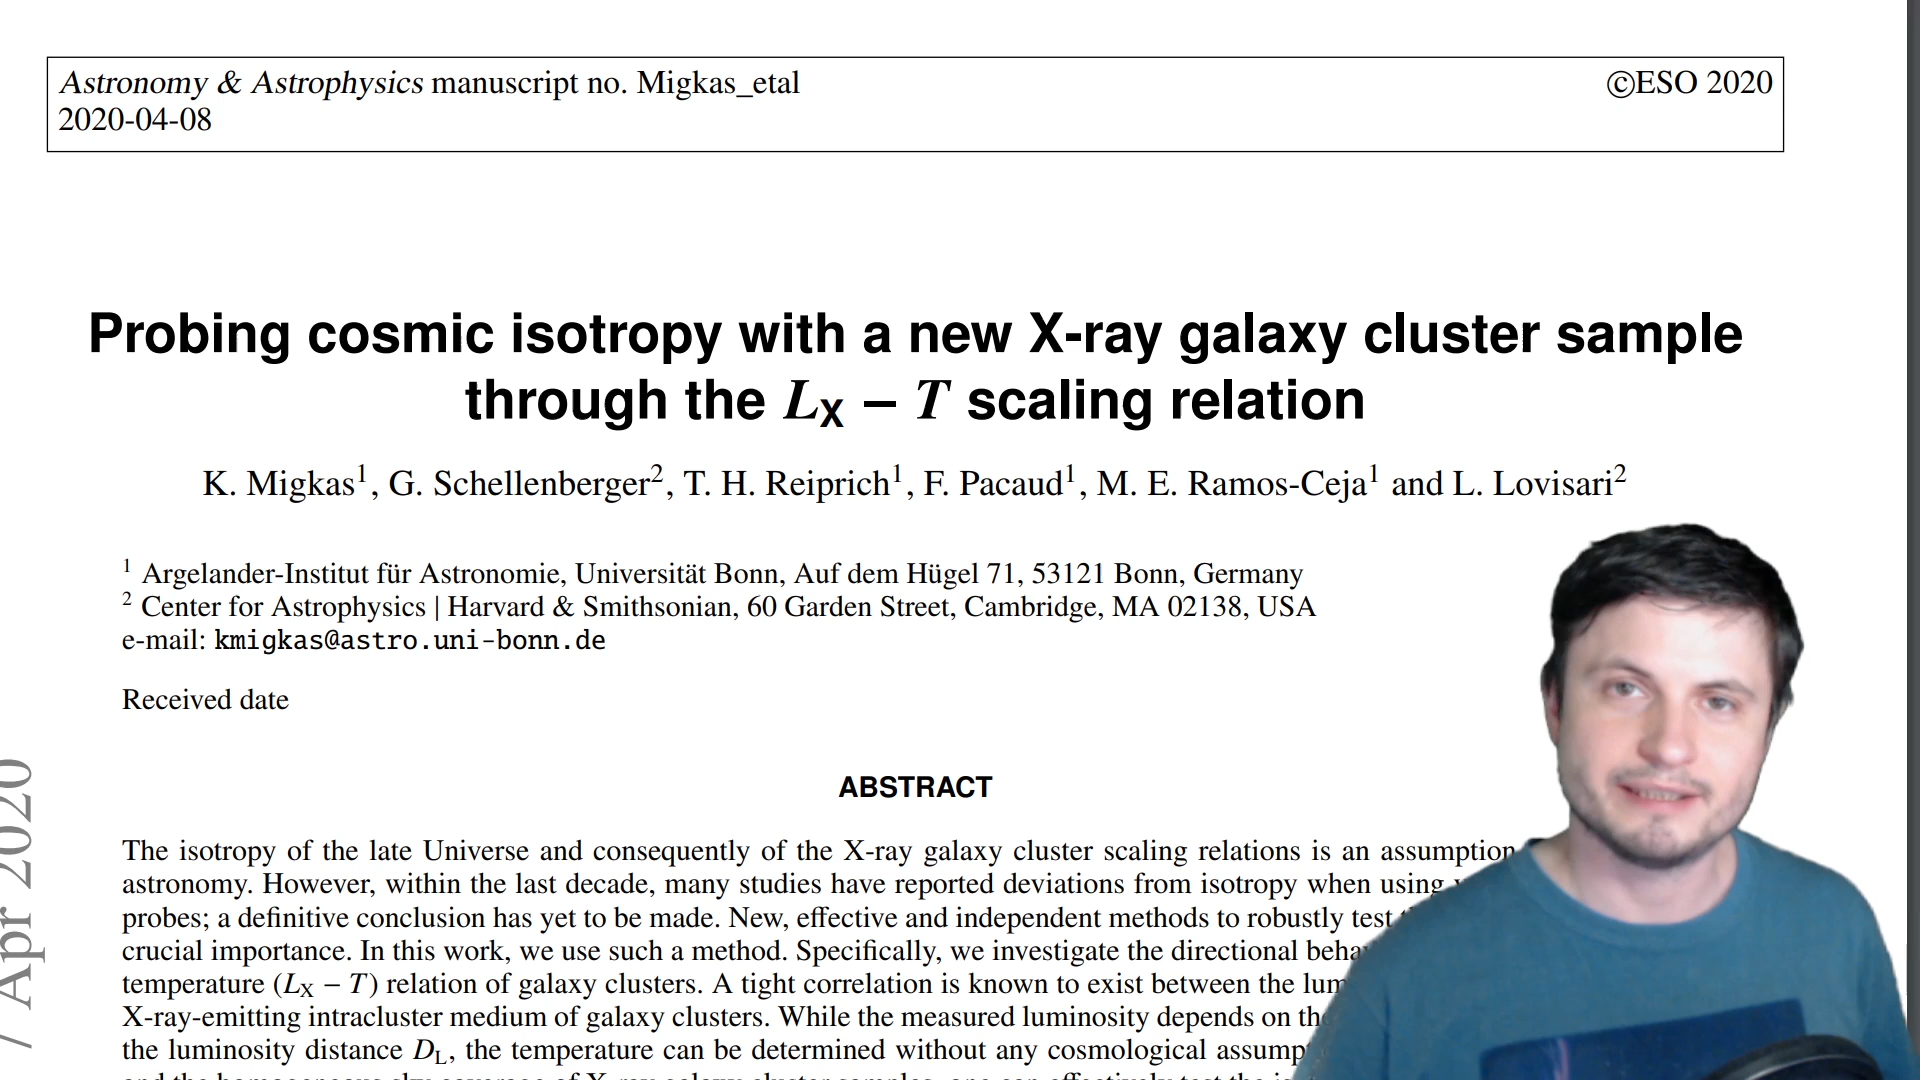 Astronomy & Astrophysics manuscript no. Migkas_etal
©ESO 2020
2020-04-08
Probing cosmic isotropy with a new X-ray galaxy cluster sample
through the L_X − T scaling relation
K. Migkas¹, G. Schellenberger², T. H. Reiprich¹, F. Pacaud¹, M. E. Ramos-Ceja¹ and L. Lovisari²
¹ Argelander-Institut für Astronomie, Universität Bonn, Auf dem Hügel 71, 53121 Bonn, Germany
² Center for Astrophysics | Harvard & Smithsonian, 60 Garden Street, Cambridge, MA 02138, USA
e-mail: kmigkas@astro.uni-bonn.de
Received date
ABSTRACT
The isotropy of the late Universe and consequently of the X-ray galaxy cluster scaling relations is an assumption
astronomy. However, within the last decade, many studies have reported deviations from isotropy when using
probes; a definitive conclusion has yet to be made. New, effective and independent methods to robustly test
crucial importance. In this work, we use such a method. Specifically, we investigate the directional
temperature (L_X − T) relation of galaxy clusters. A tight correlation is known to exist between the
X-ray-emitting intracluster medium of galaxy clusters. While the measured luminosity depends on
the luminosity distance D_L, the temperature can be determined without any cosmological
Apr 2020